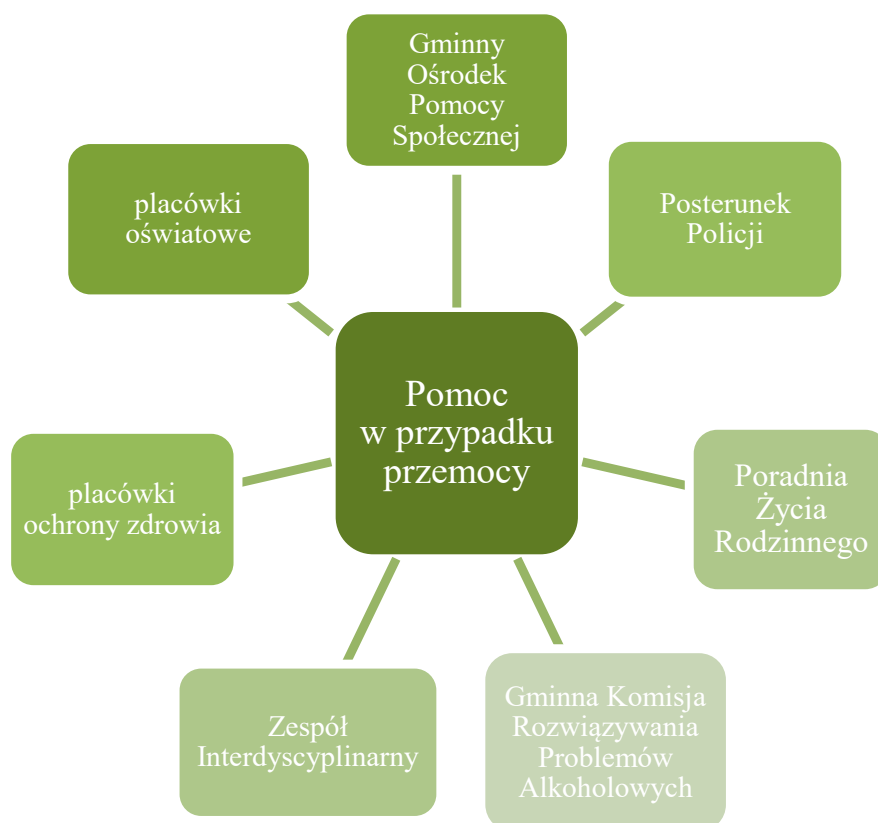 Gminny
Ośrodek
Pomocy
Społecznej
placówki
oświatowe
Posterunek
Policji
Pomoc
w przypadku
przemocy
placówki
ochrony zdrowia
Poradnia
Życia
Rodzinnego
Zespół
Interdyscyplinarny
Gminna Komisja
Rozwiązywania
Problemów
Alkoholowych